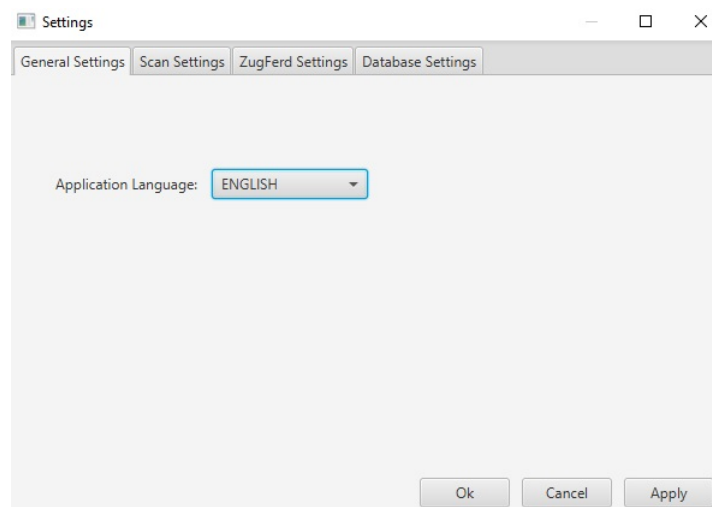 Settings
General Settings Scan Settings ZugFerd Settings Database Settings
Application Language: ENGLISH
Ok Cancel Apply